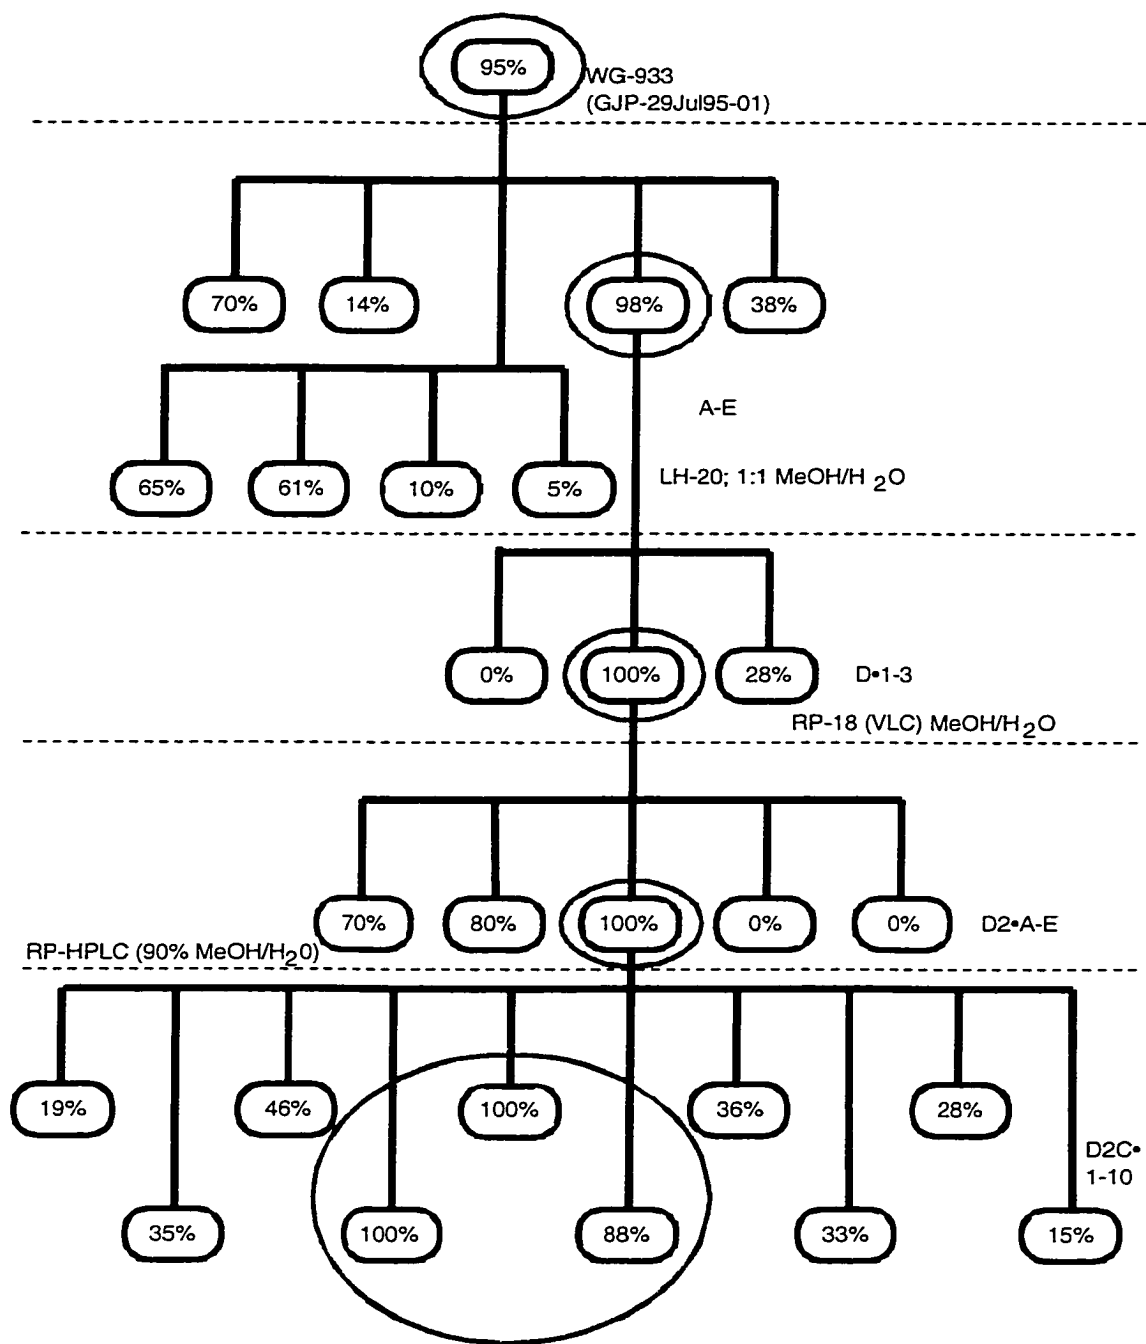 95%
WG-933
(GJP-29Jul95-01)
70% 14% 98% 38%
A-E
65% 61% 10% 5%
LH-20; 1:1 MeOH/H2O
0% 100% 28% D•1-3
RP-18 (VLC) MeOH/H2O
70% 80% 100% 0% 0% D2•A-E
RP-HPLC (90% MeOH/H20)
19% 46% 100% 36% 28%
D2C•
1-10
35% 100% 88% 33% 15%